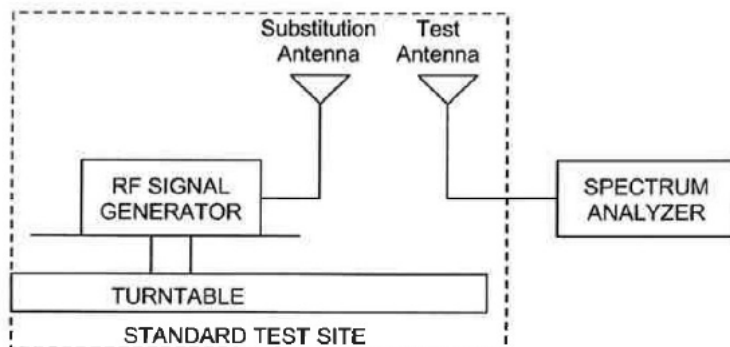 Substitution
Antenna
Test
Antenna
RF SIGNAL
GENERATOR
SPECTRUM
ANALYZER
TURNTABLE
STANDARD TEST SITE